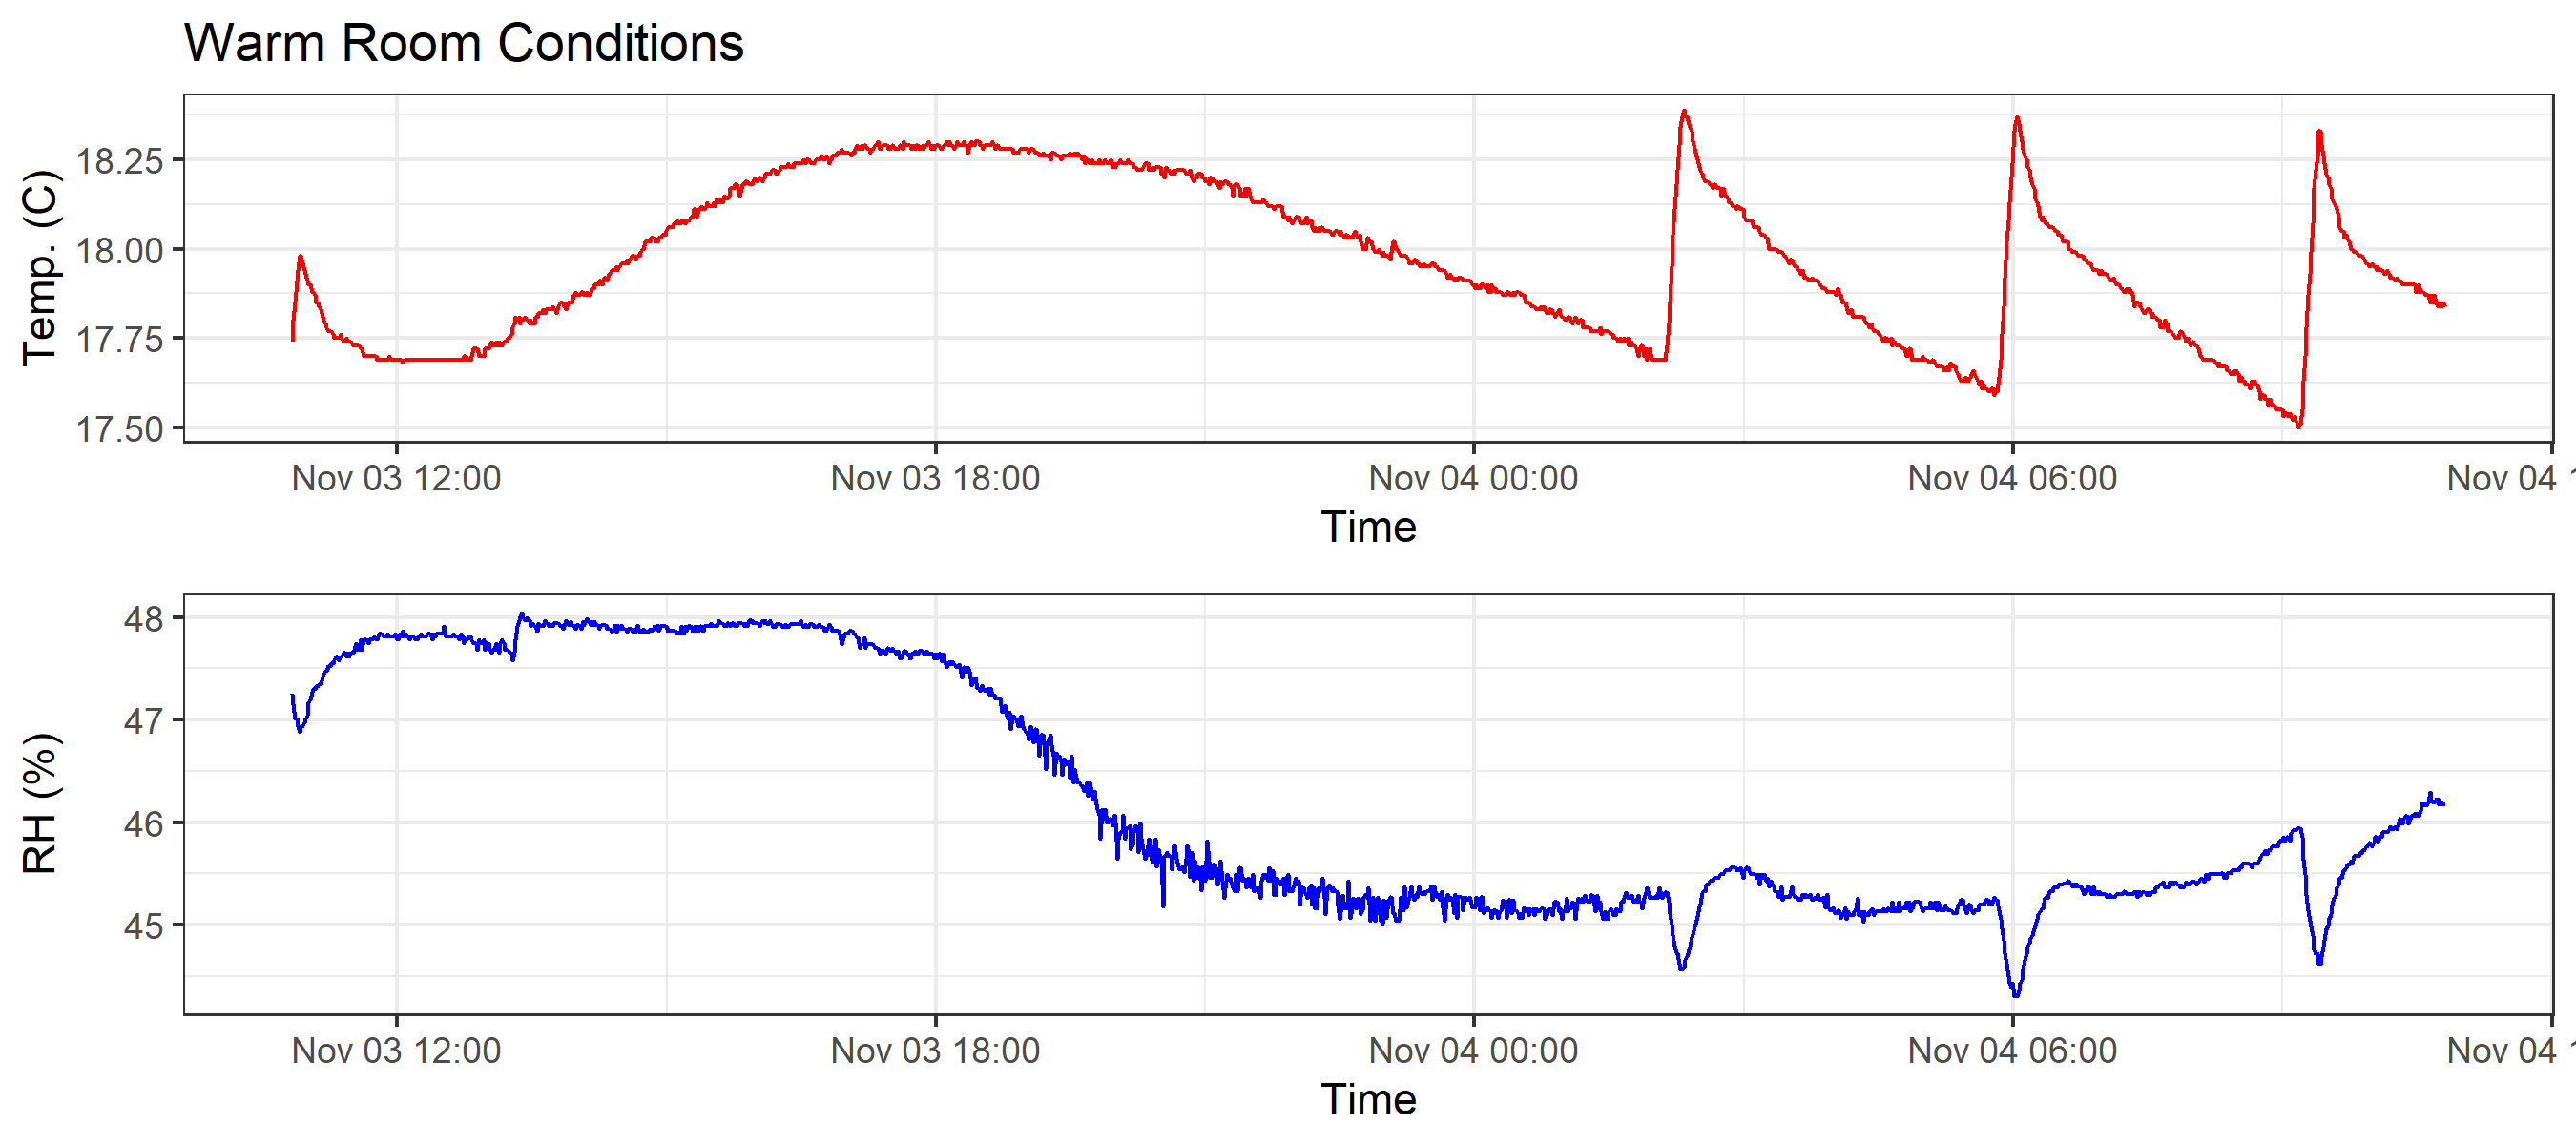 Warm Room Conditions
Temp. (C)
18.25
18.00
17.75
17.50
Nov 03 12:00 Nov 03 18:00 Nov 04 00:00 Nov 04 06:00 Nov 04 1
Time
RH (%)
48
47
46
45
Nov 03 12:00 Nov 03 18:00 Nov 04 00:00 Nov 04 06:00 Nov 04 1
Time